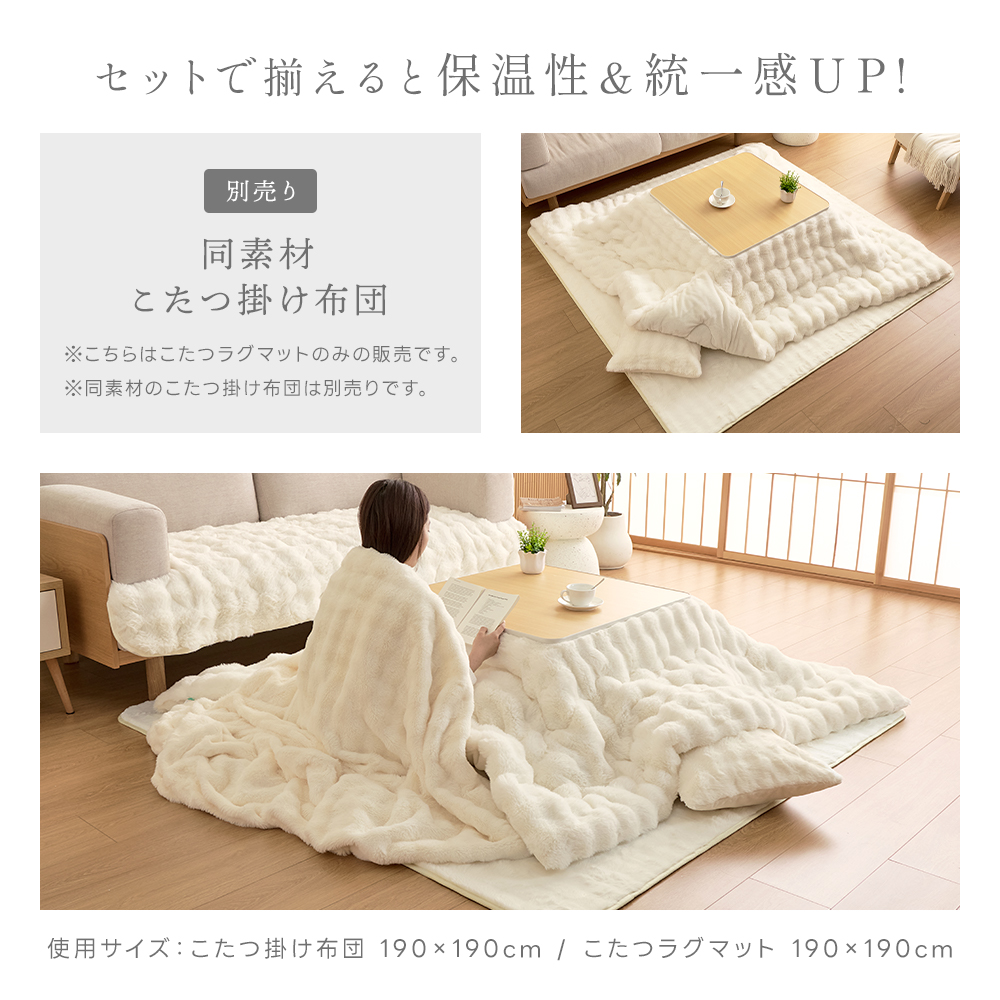 セットで揃えると保温性&統一感UP!
別売り
同素材
こたつ掛け布団
※こちらはこたつラグマットのみの販売です。
※同素材のこたつ掛け布団は別売りです。
使用サイズ:こたつ掛け布団 190×190cm / こたつラグマット 190×190cm